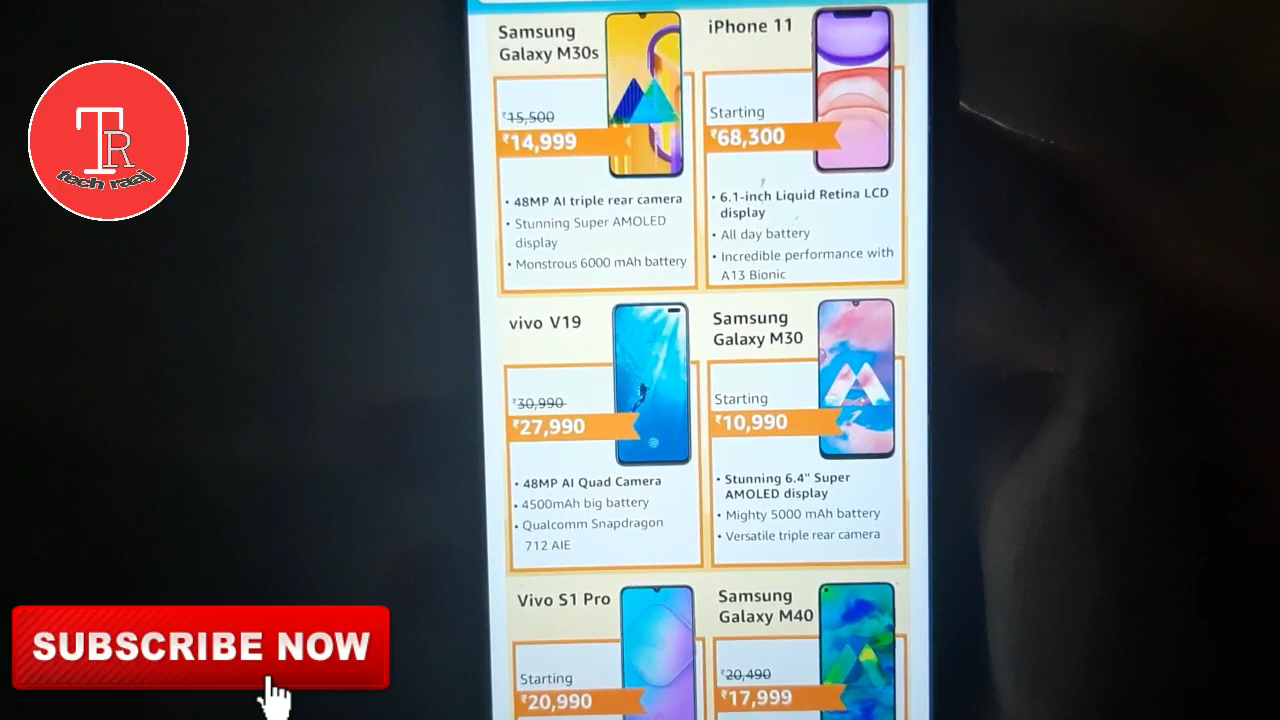 TR
tech raaj
SUBSCRIBE NOW
Samsung
Galaxy M30s
₹15,500
₹14,999
• 48MP AI triple rear camera
• Stunning Super AMOLED
display
• Monstrous 6000 mAh battery
iPhone 11
Starting
₹68,300
• 6.1-inch Liquid Retina LCD
display
• All day battery
• Incredible performance with
A13 Bionic
vivo V19
₹30,990
₹27,990
• 48MP AI Quad Camera
• 4500mAh big battery
• Qualcomm Snapdragon
712 AIE
Samsung
Galaxy M30
Starting
₹10,990
• Stunning 6.4" Super
AMOLED display
• Mighty 5000 mAh battery
• Versatile triple rear camera
Vivo S1 Pro
Starting
₹20,990
Samsung
Galaxy M40
₹20,490
₹17,999